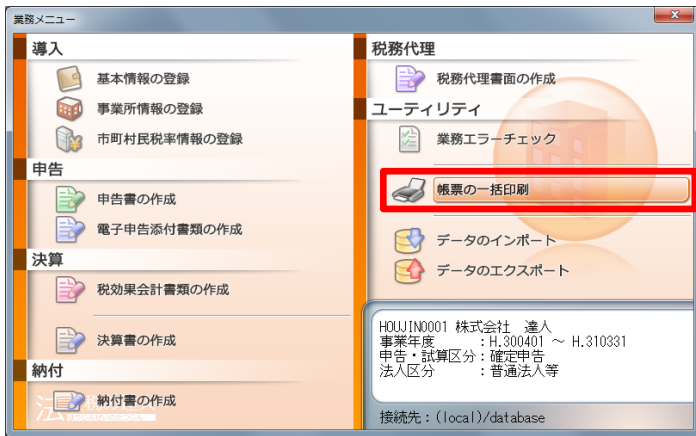 業務メニュー
導入
基本情報の登録
事業所情報の登録
市町村民税率情報の登録
申告
申告書の作成
電子申告添付書類の作成
決算
税効果会計書類の作成
決算書の作成
納付
納付書の作成
税務代理
税務代理書面の作成
ユーティリティ
業務エラーチェック
帳票の一括印刷
データのインポート
データのエクスポート
HOUJIN0001 株式会社 達人
事業年度 :H.300401 ～ H.310331
申告・試算区分:確定申告
法人区分 :普通法人等
接続先:(local)/database